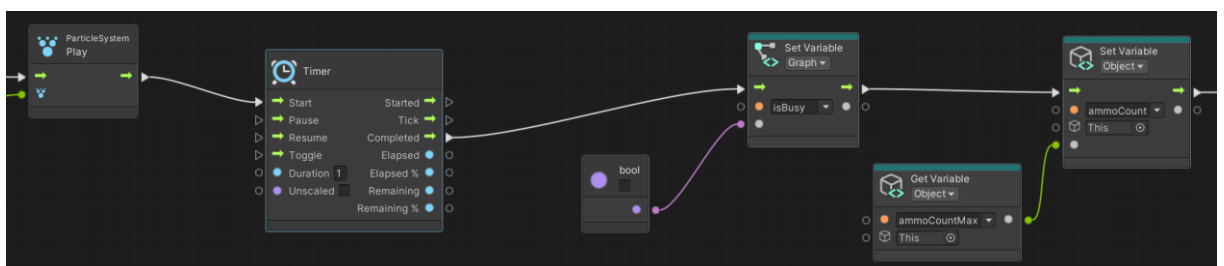 ParticleSystem
Play
Timer
Start
Started
Pause
Tick
Resume
Completed
Toggle
Elapsed
Duration 1
Elapsed %
Unscaled
Remaining
Remaining %
bool
Set Variable
Graph
isBusy
Get Variable
Object
ammoCountMax
This
Set Variable
Object
ammoCount
This